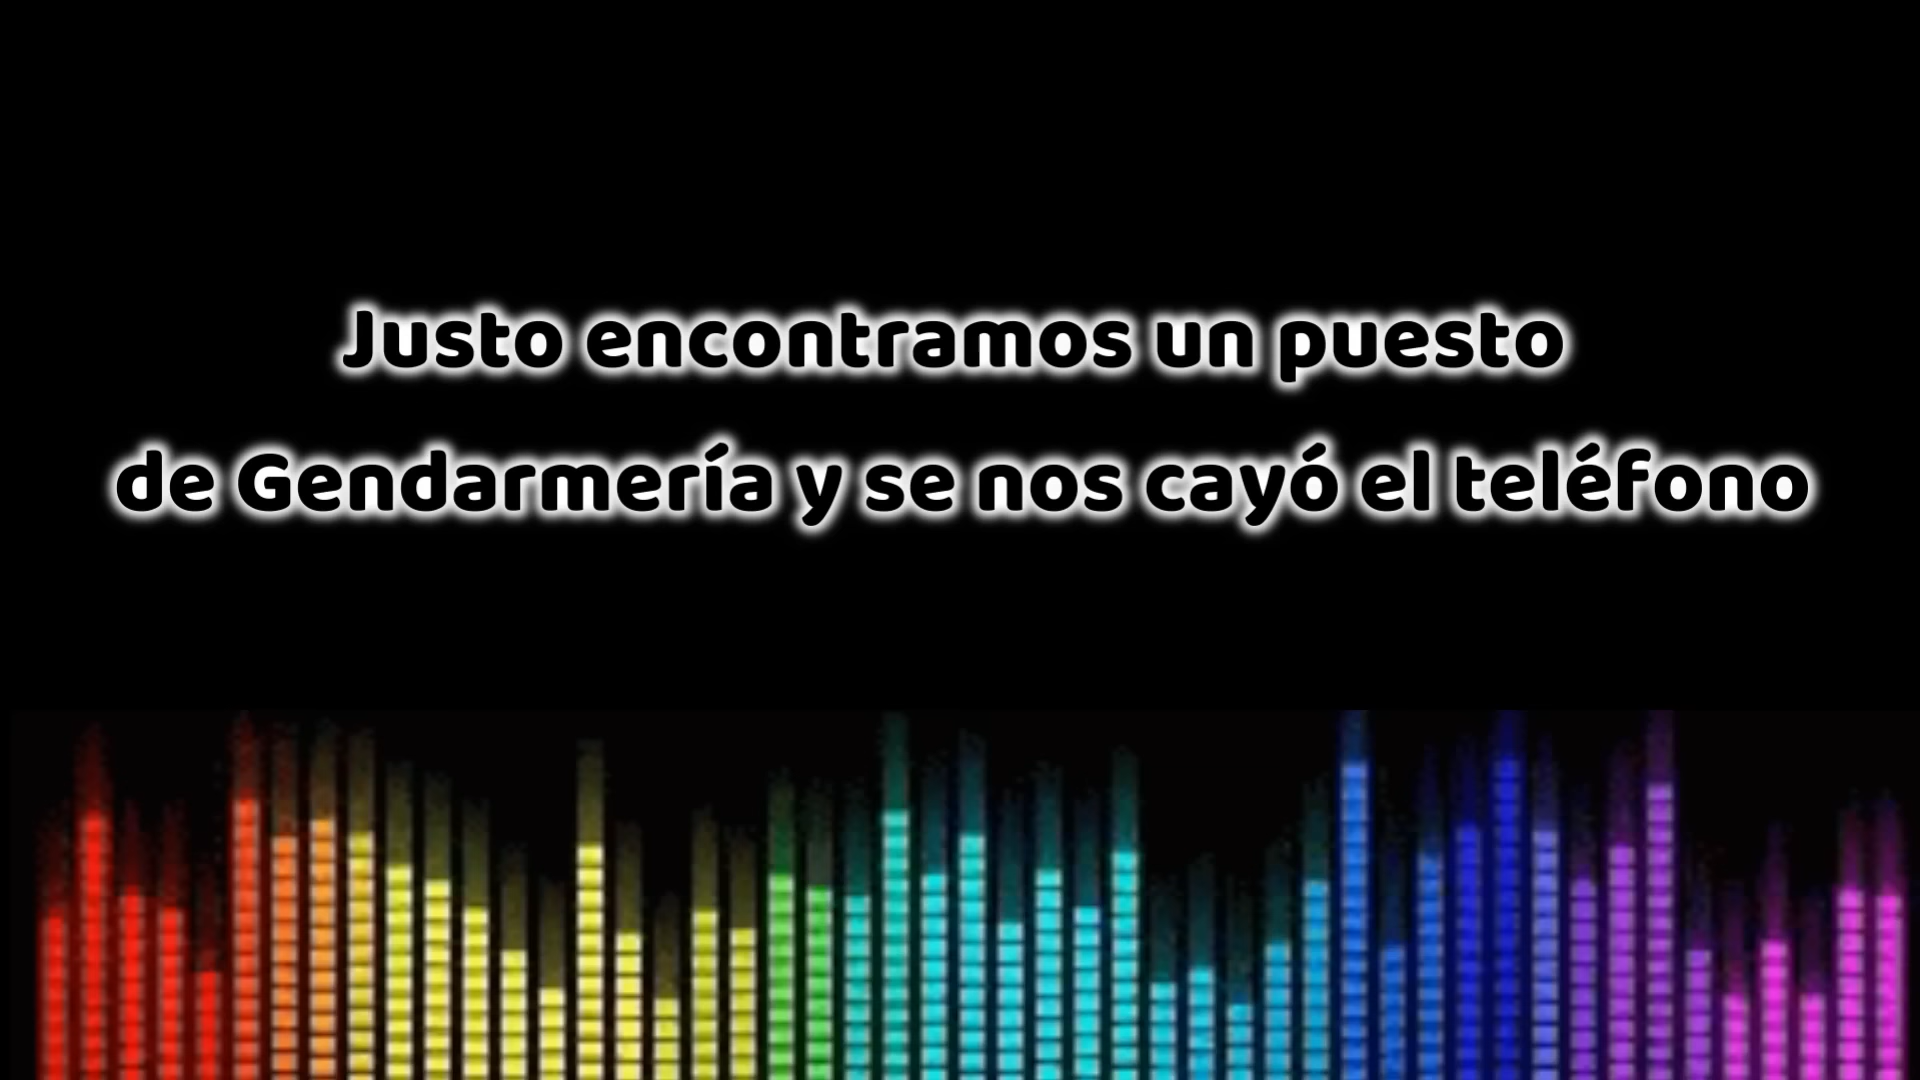 Justo encontramos un puesto
de Gendarmería y se nos cayó el teléfono